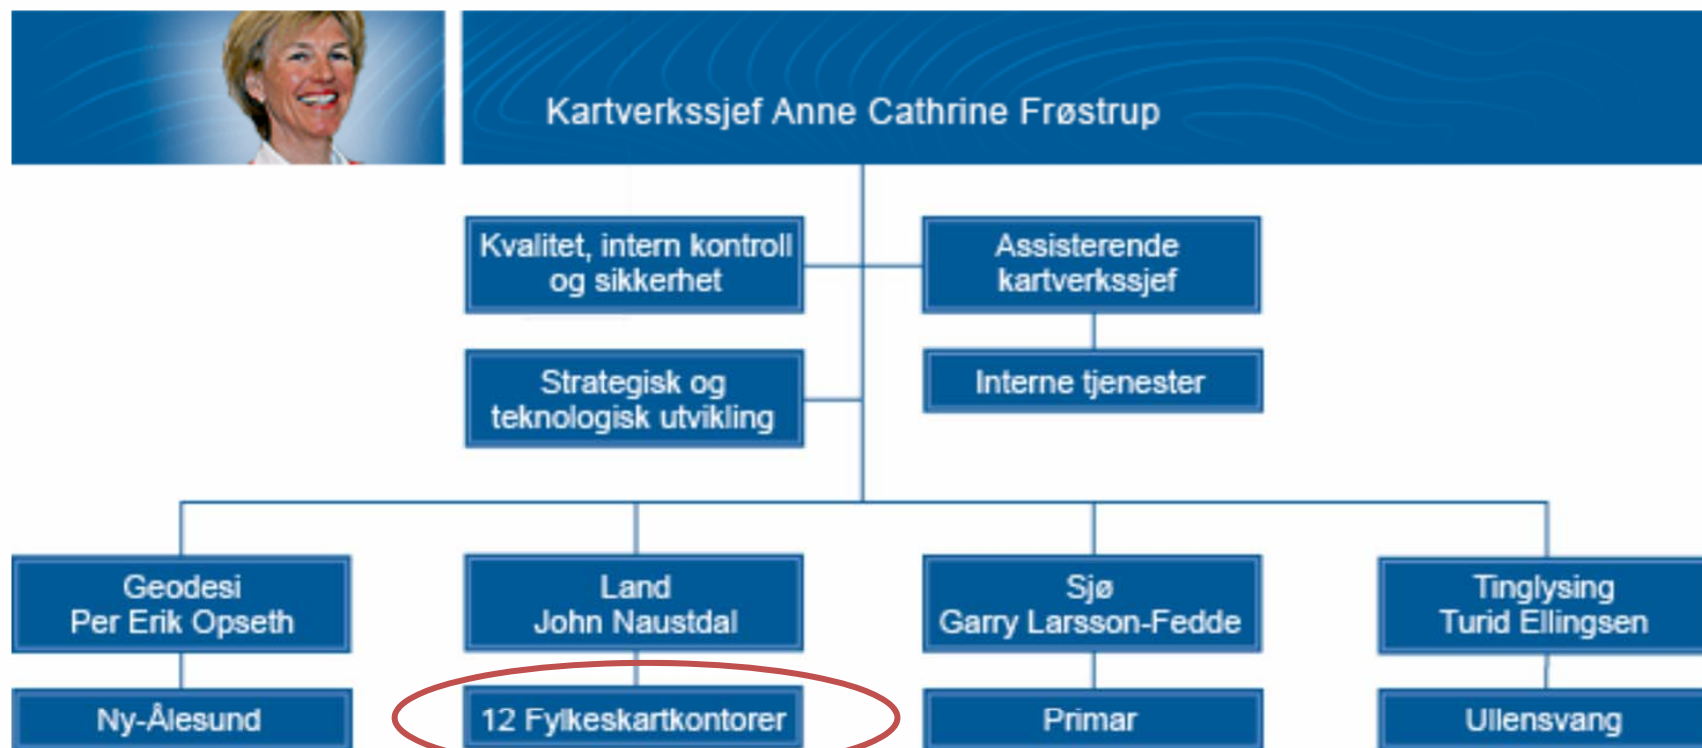 Kartverkssjef Anne Cathrine Frøstrup
Kvalitet, intern kontroll
og sikkerhet
Assisterende
kartverkssjef
Strategisk og
teknologisk utvikling
Interne tjenester
Geodesi
Per Erik Opseth
Land
John Naustdal
Sjø
Garry Larsson-Fedde
Tinglysing
Turid Ellingsen
Ny-Ålesund
12 Fylkeskartkontorer
Primar
Ullensvang